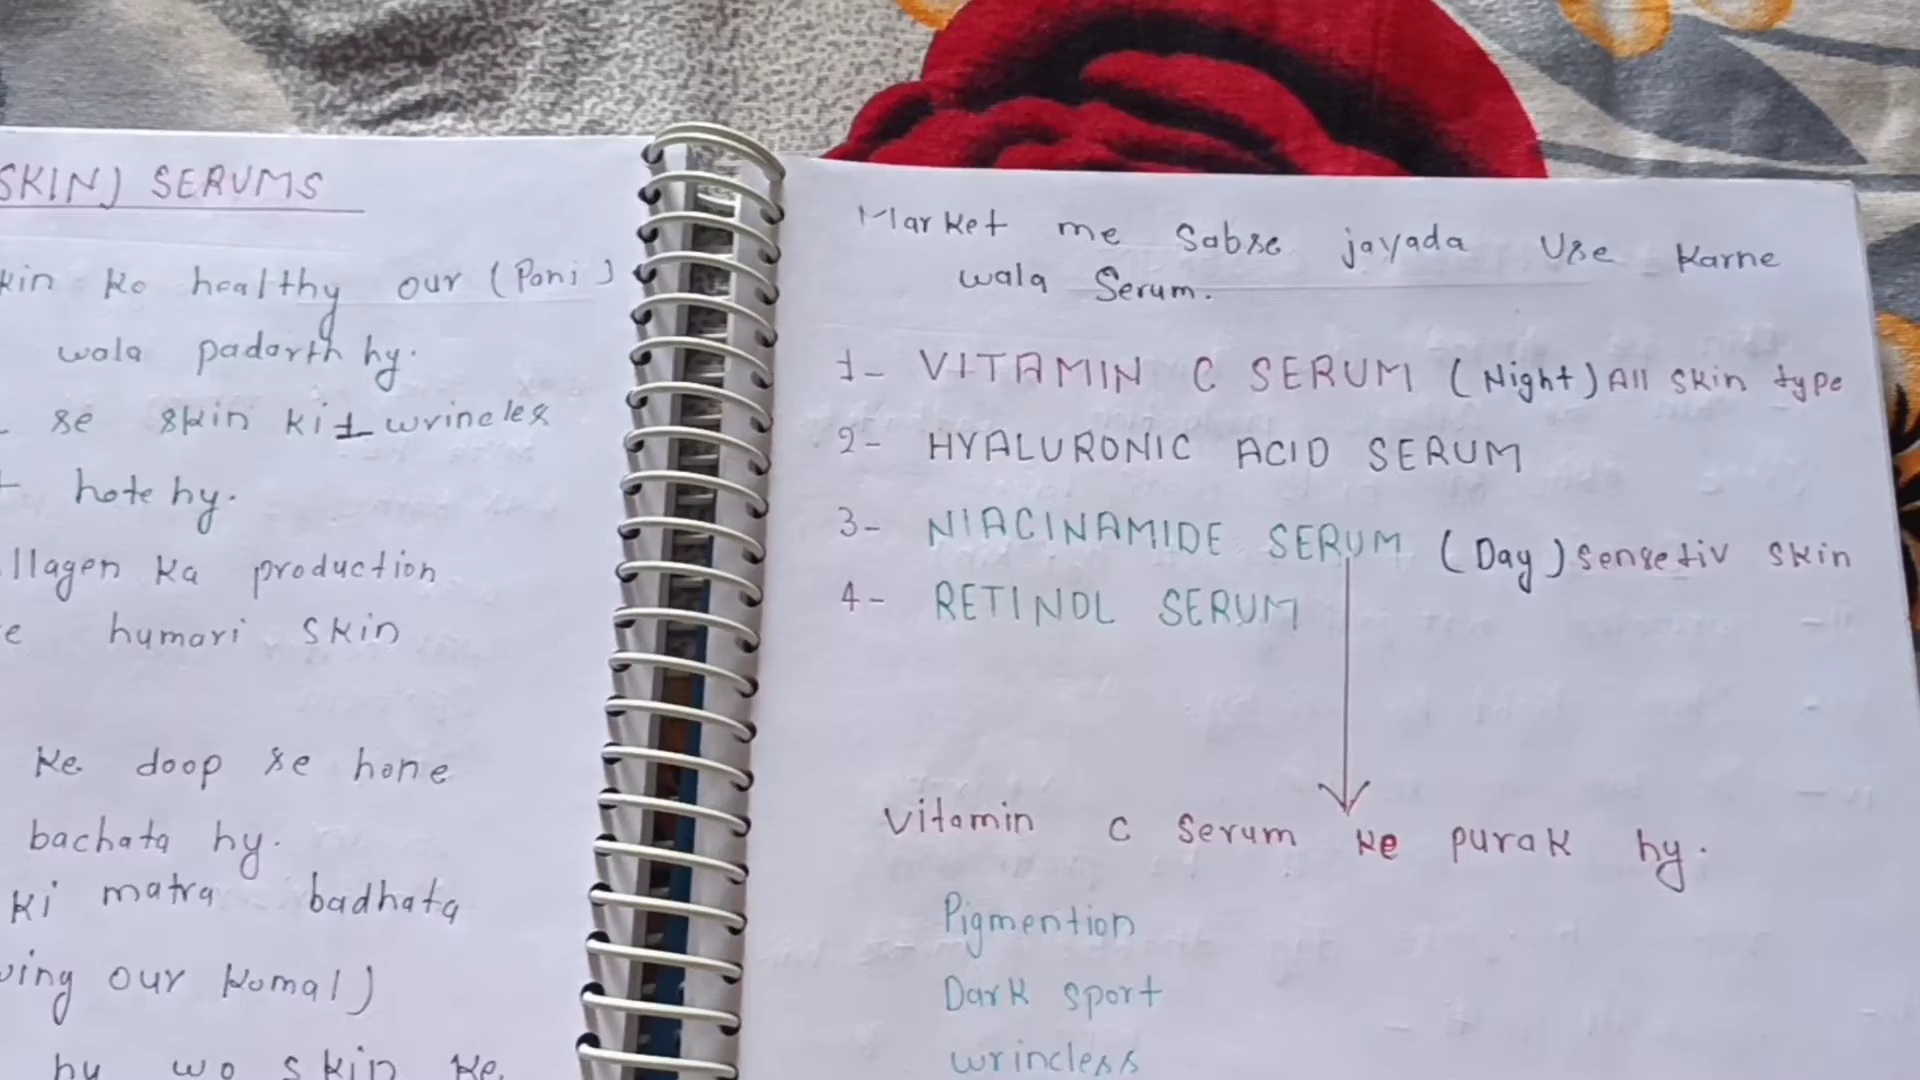 SKIN) SERUMS
kin ko healthy our (Pani)
wala padarth hy.
se skin ki wrincles
hote hy.
llagen ka production
humari skin
ke doop se hone
bachata hy.
ki matra badhata
wing our komal)
hy wo skin ke
Market me Sabse jayada Use Karne
wala Serum.
1- VITAMIN C SERUM (Night) All skin type
2- HYALURONIC ACID SERUM
3- NIACINAMIDE SERUM (Day) Sensetiv skin
4- RETINOL SERUM
Vitamin C Serum ke purak hy.
Pigmention
Dark sport
wrincless